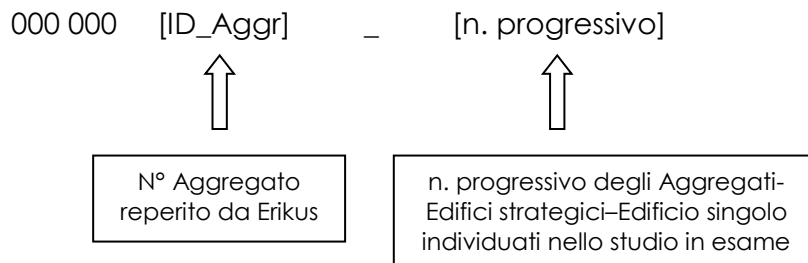 000 000 [ID_Aggr] _ [n. progressivo]
N° Aggregato
reperito da Erikus
n. progressivo degli Aggregati-
Edifici strategici–Edificio singolo
individuati nello studio in esame